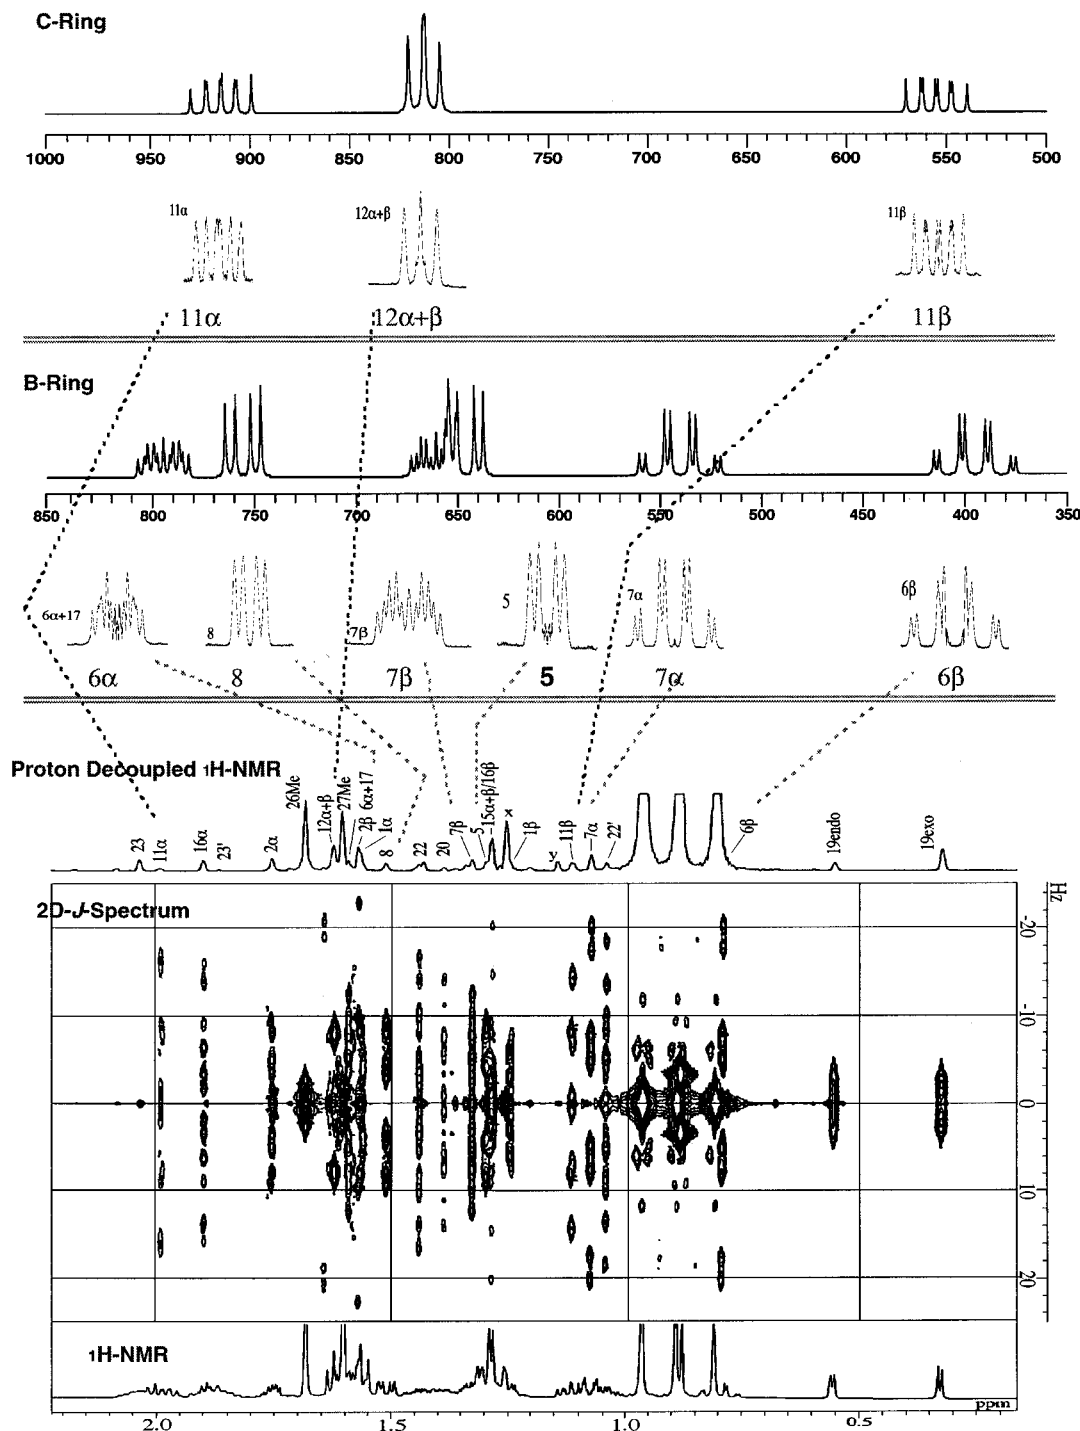 C-Ring
1000 950 900 850 800 750 700 650 600 550 500
11α 12α+β 11β
11α 12α+β 11β
B-Ring
850 800 750 700 650 600 550 500 450 400 350
6α+17 8 7β 5 7α 6β
6α 8 7β 5 7α 6β
Proton Decoupled 1H-NMR
23 11α 16α 23' 2α 26Me 12α+β 27Me 6α+17 2β 1α 8 22 20 7β 5 15α+β/16β x 1β y 11β 7α 22' 6β 19endo 19exo
2D-J-Spectrum
Hz
-20
-10
0
10
20
1H-NMR
ppm
2.0 1.5 1.0 0.5